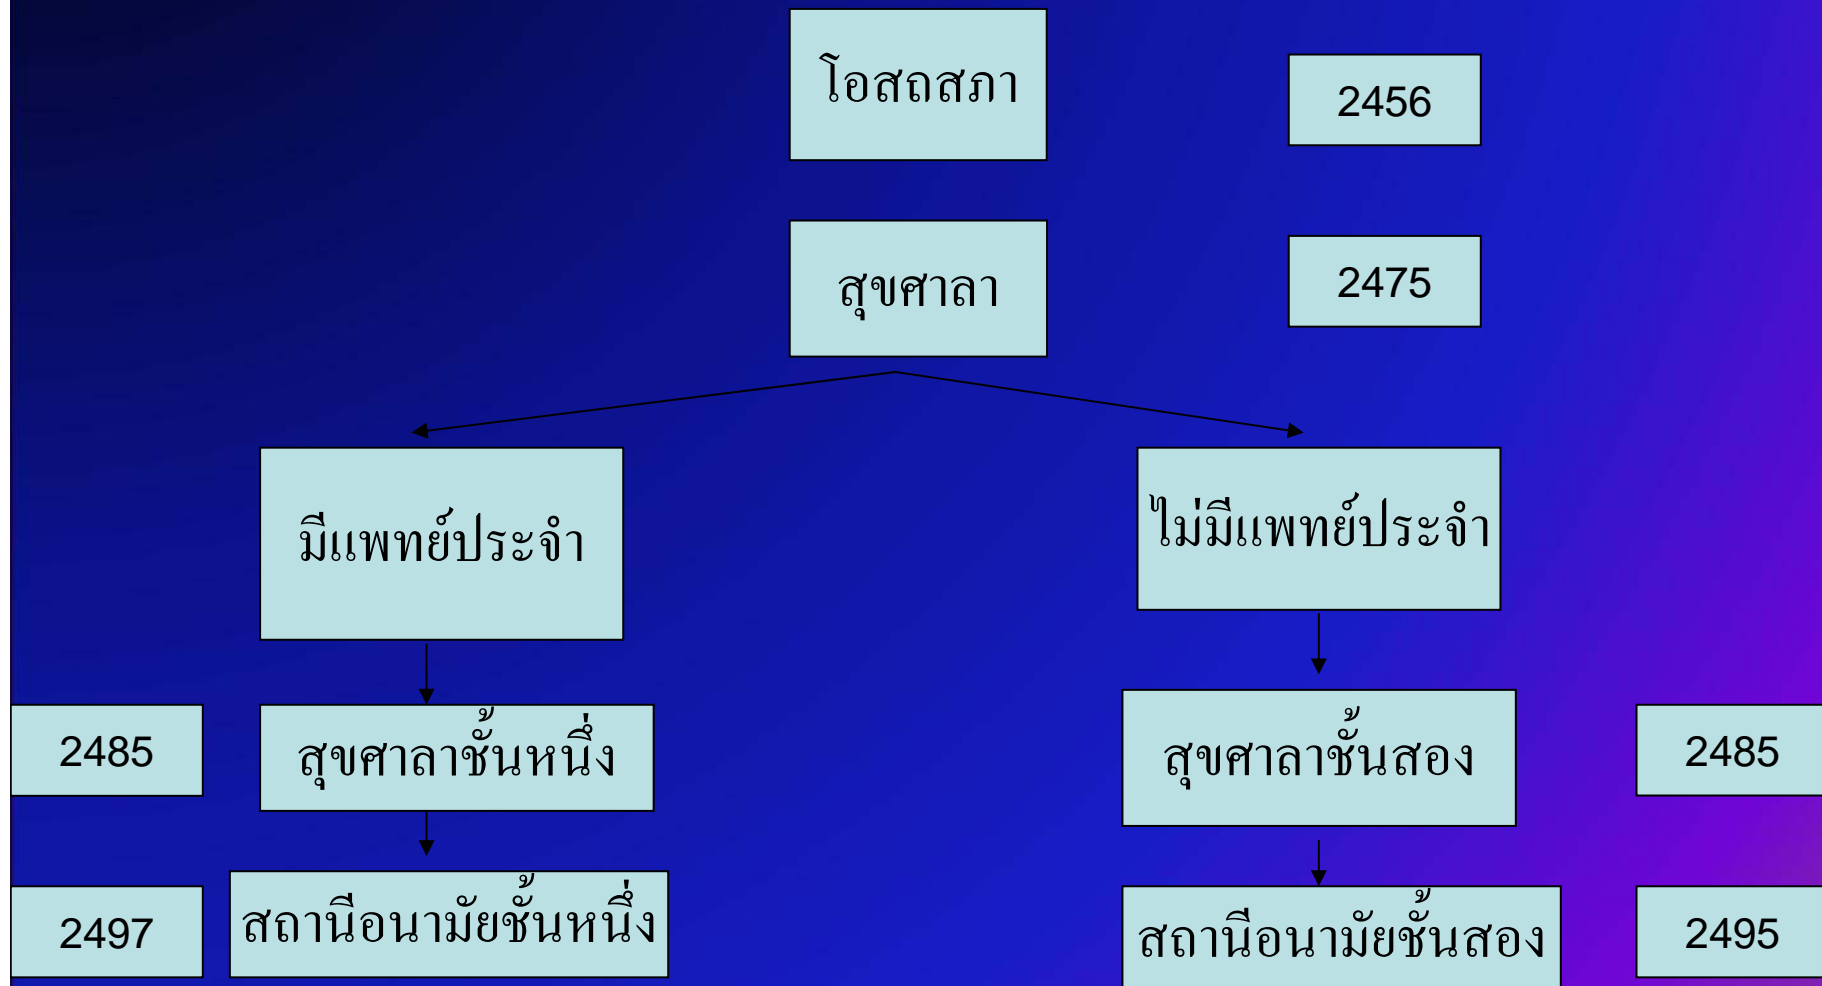 โอสถสภา
2456
สุขศาลา
2475
มีแพทย์ประจำ
ไม่มีแพทย์ประจำ
2485
สุขศาลาชั้นหนึ่ง
สุขศาลาชั้นสอง
2485
2497
สถานีอนามัยชั้นหนึ่ง
สถานีอนามัยชั้นสอง
2495